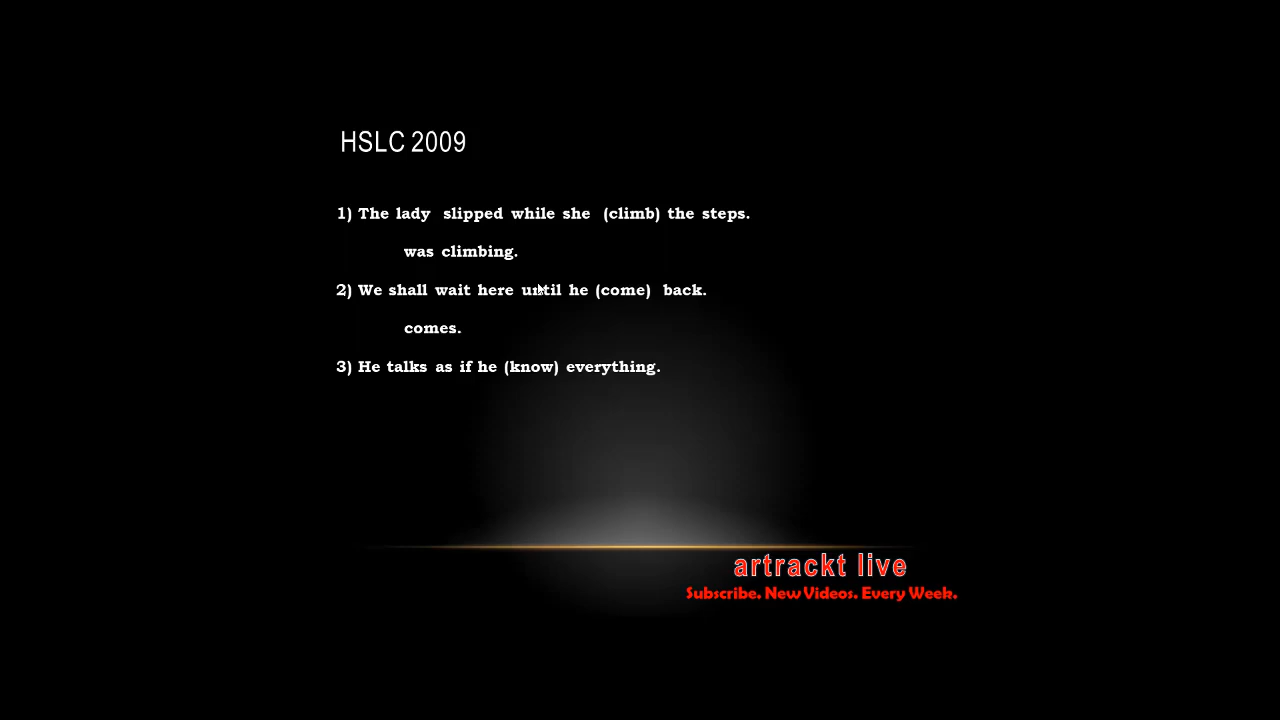 HSLC 2009
1) The lady slipped while she (climb) the steps.
was climbing.
2) We shall wait here until he (come) back.
comes.
3) He talks as if he (know) everything.
artrackt live
Subscribe. New Videos. Every Week.